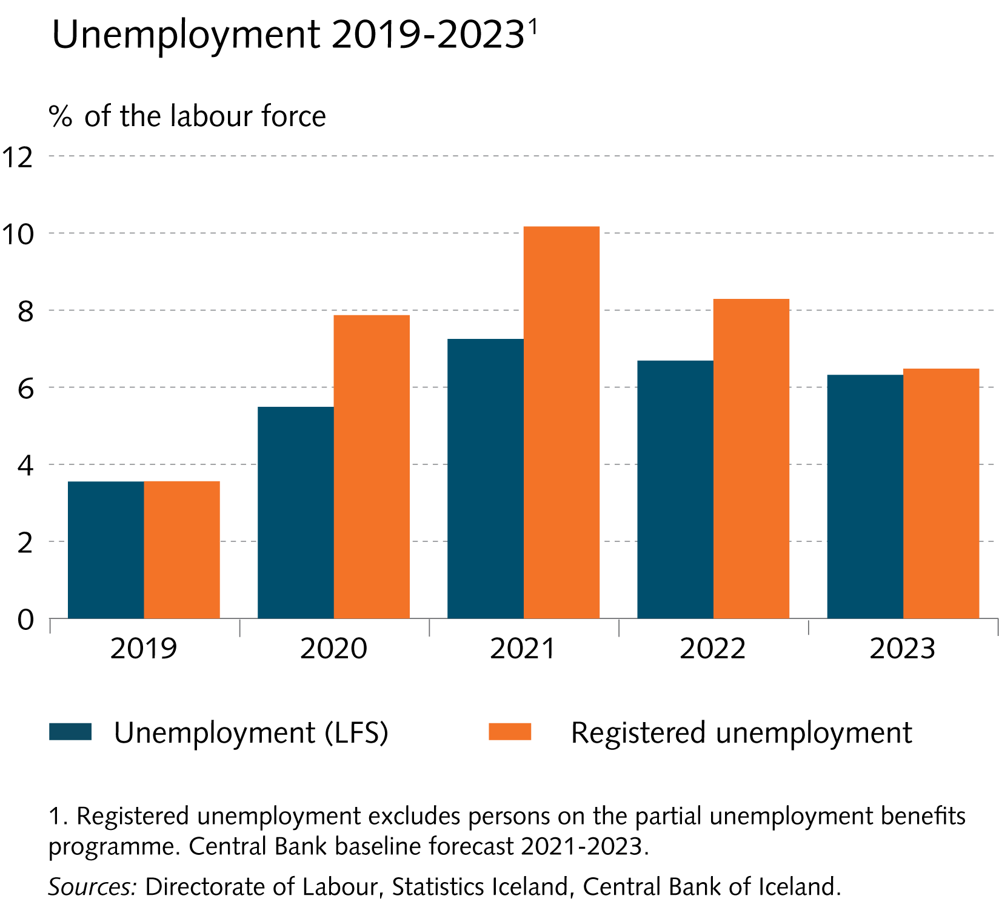 Unemployment 2019-2023¹
% of the labour force
12
10
8
6
4
2
0
2019 2020 2021 2022 2023
Unemployment (LFS) Registered unemployment
1. Registered unemployment excludes persons on the partial unemployment benefits
programme. Central Bank baseline forecast 2021-2023.
Sources: Directorate of Labour, Statistics Iceland, Central Bank of Iceland.